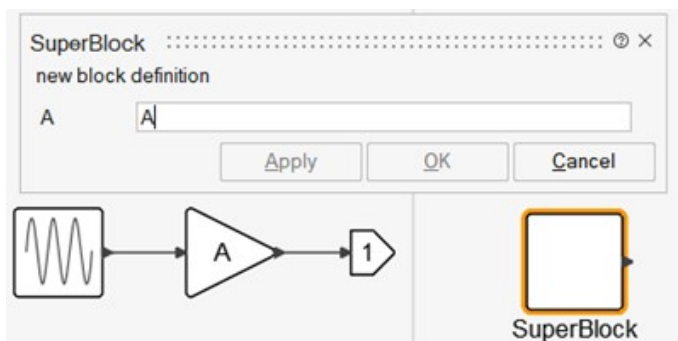 SuperBlock
new block definition
A A
Apply OK Cancel
A 1
SuperBlock